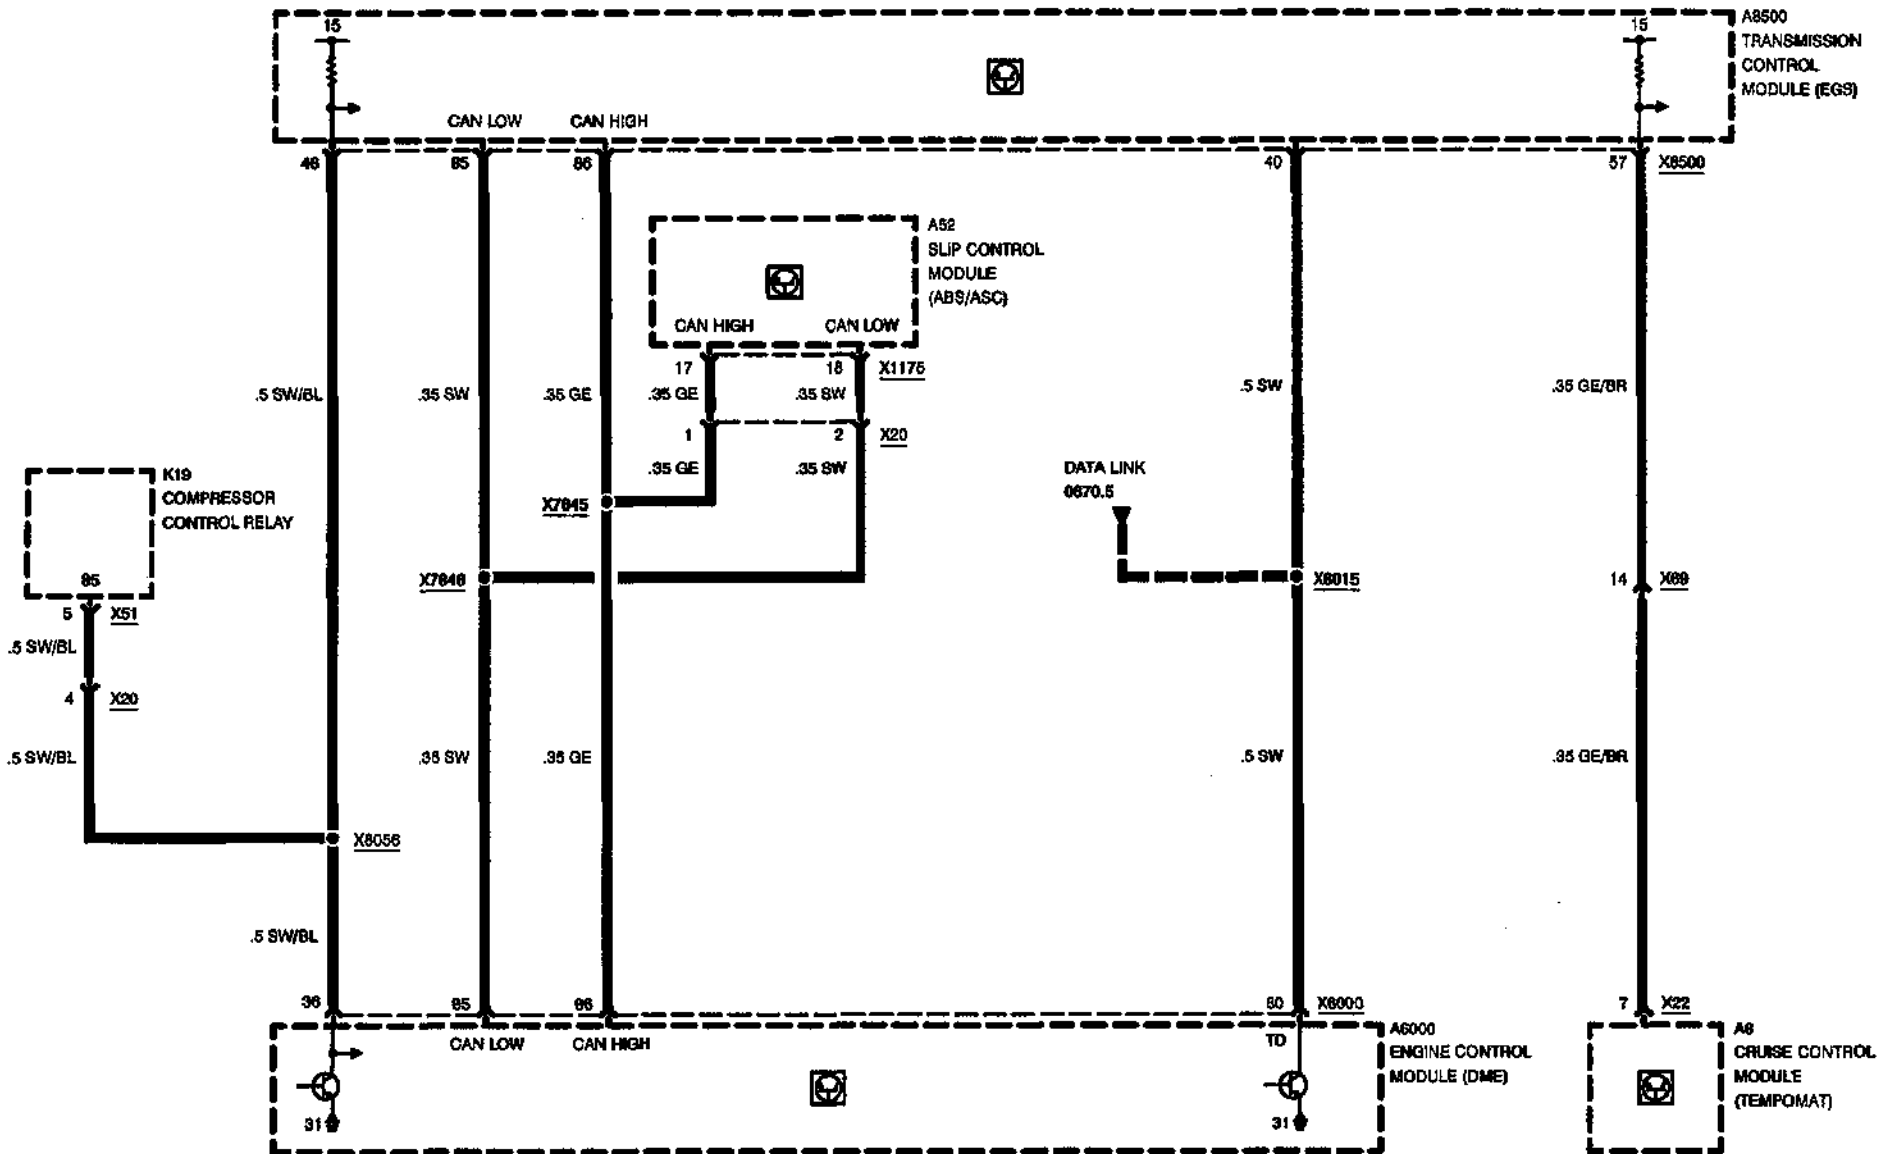 15
15
A8500
TRANSMISSION
CONTROL
MODULE (EGS)
CAN LOW
CAN HIGH
46
85
86
40
57
X8500
A52
SLIP CONTROL
MODULE
(ABS/ASC)
CAN HIGH
CAN LOW
17
18
X1175
.5 SW/BL
.35 SW
.35 GE
.35 GE
.35 SW
.5 SW
.35 GE/BR
1
2
X20
.35 GE
.35 SW
DATA LINK
0670.5
K19
COMPRESSOR
CONTROL RELAY
X7845
85
X7846
X6015
14
X69
5
X51
.5 SW/BL
4
X20
.5 SW/BL
.35 SW
.35 GE
.5 SW
.35 GE/BR
X8056
.5 SW/BL
36
85
86
60
X6000
7
X22
CAN LOW
CAN HIGH
TD
A6000
ENGINE CONTROL
MODULE (DME)
A6
CRUISE CONTROL
MODULE
(TEMPOMAT)
31
31